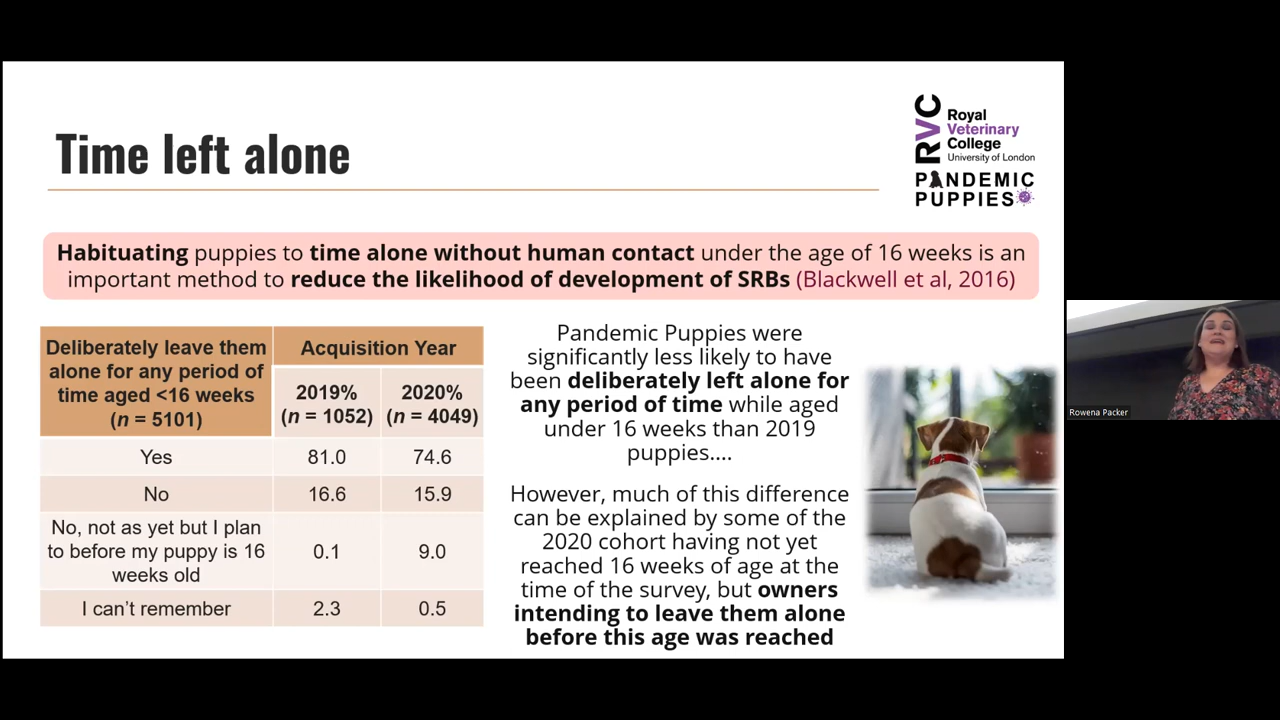 Time left alone
RVC
Royal
Veterinary
College
University of London
PANDEMIC
PUPPIES
Habituating puppies to time alone without human contact under the age of 16 weeks is an
important method to reduce the likelihood of development of SRBs (Blackwell et al, 2016)
Deliberately leave them
alone for any period of
time aged <16 weeks
(n = 5101)
Acquisition Year
2019% 2020%
(n = 1052) (n = 4049)
Yes 81.0 74.6
No 16.6 15.9
No, not as yet but I plan
to before my puppy is 16
weeks old
0.1 9.0
I can't remember 2.3 0.5
Pandemic Puppies were
significantly less likely to have
been deliberately left alone for
any period of time while aged
under 16 weeks than 2019
puppies....
However, much of this difference
can be explained by some of the
2020 cohort having not yet
reached 16 weeks of age at the
time of the survey, but owners
intending to leave them alone
before this age was reached
Rowena Packer